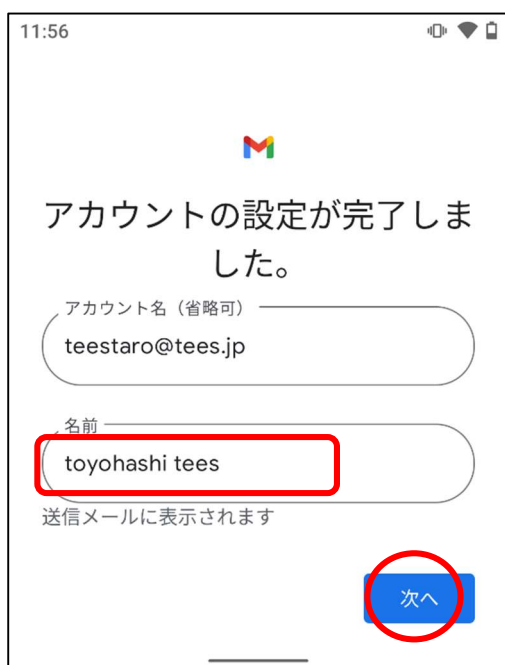 11:56
アカウントの設定が完了しま
した。
アカウント名（省略可）
teestaro@tees.jp
名前
toyohashi tees
送信メールに表示されます
次へ